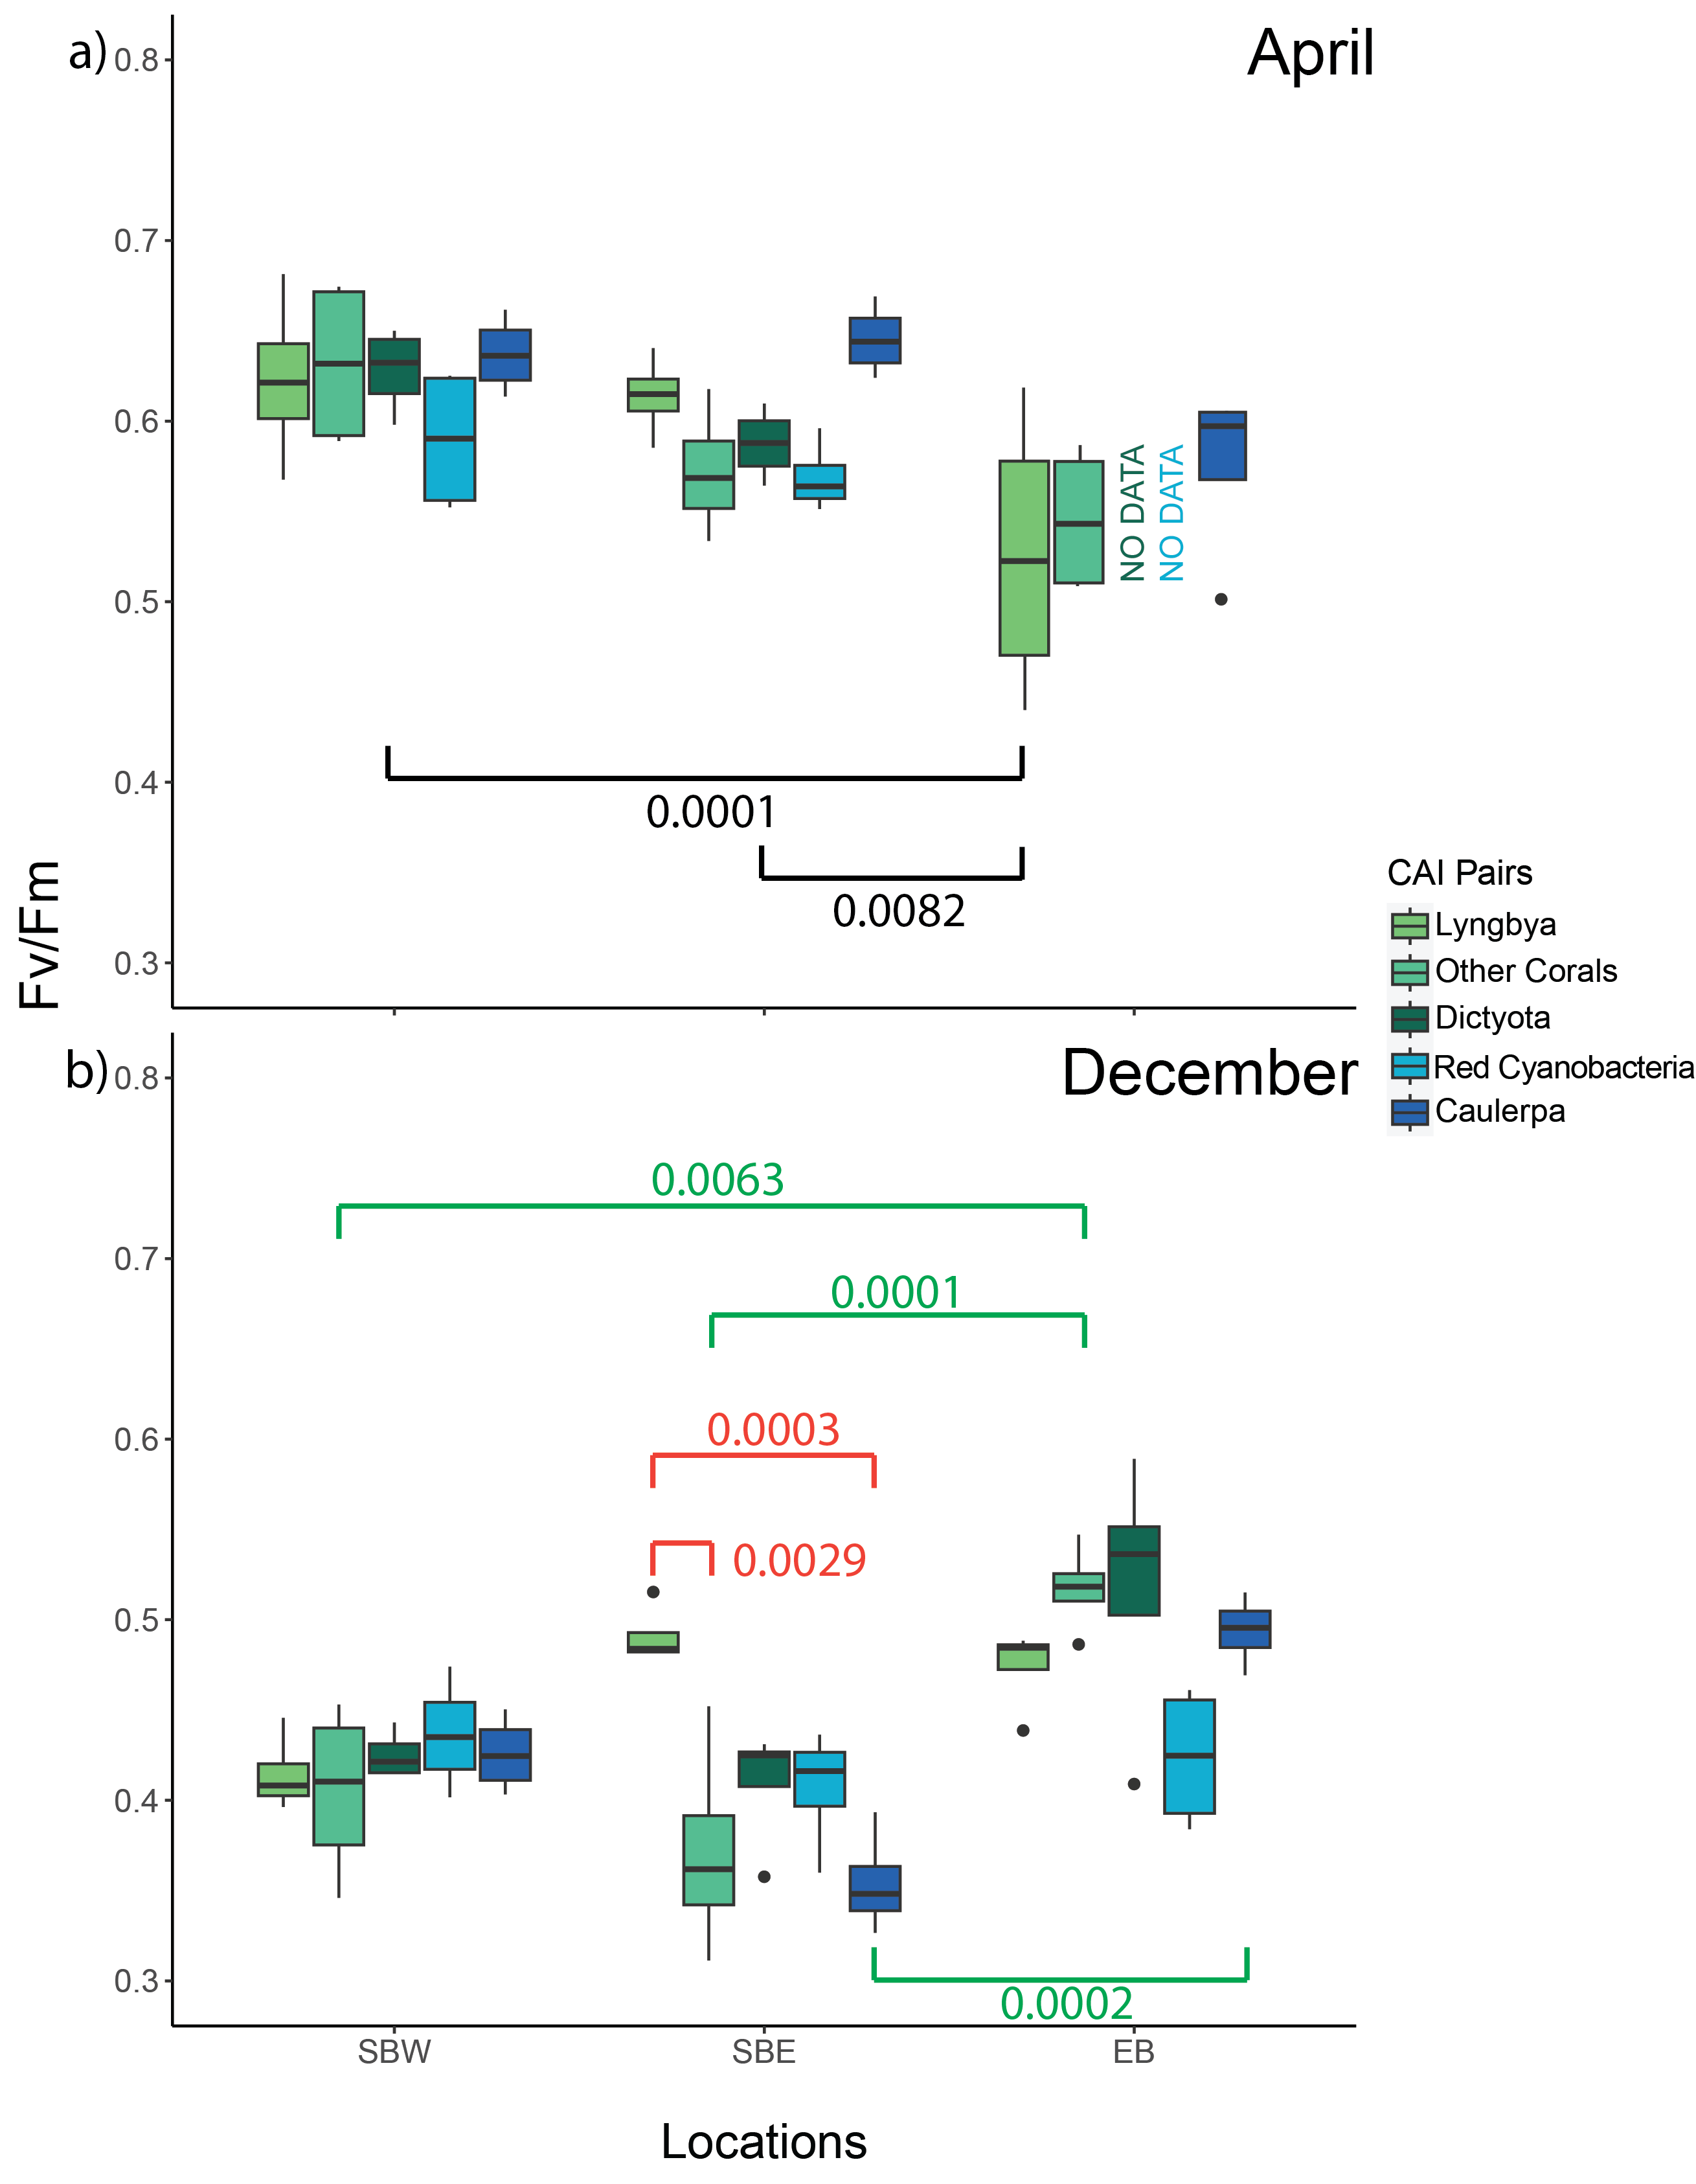 a)
April
0.8
0.7
0.6
0.5
0.4
0.3
NO DATA
NO DATA
0.0001
0.0082
Fv/Fm
CAI Pairs
Lyngbya
Other Corals
Dictyota
Red Cyanobacteria
Caulerpa
b)
December
0.8
0.7
0.6
0.5
0.4
0.3
0.0063
0.0001
0.0003
0.0029
0.0002
SBW
SBE
EB
Locations